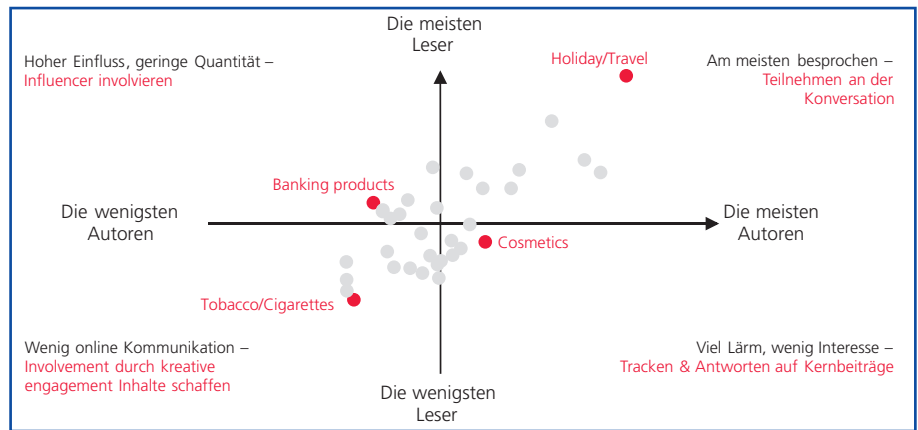 Die meisten
Leser
Hoher Einfluss, geringe Quantität –
Influencer involvieren
Holiday/Travel
Am meisten besprochen –
Teilnehmen an der
Konversation
Banking products
Die wenigsten
Autoren
Die meisten
Autoren
Cosmetics
Tobacco/Cigarettes
Wenig online Kommunikation –
Involvement durch kreative
engagement Inhalte schaffen
Viel Lärm, wenig Interesse –
Tracken & Antworten auf Kernbeiträge
Die wenigsten
Leser